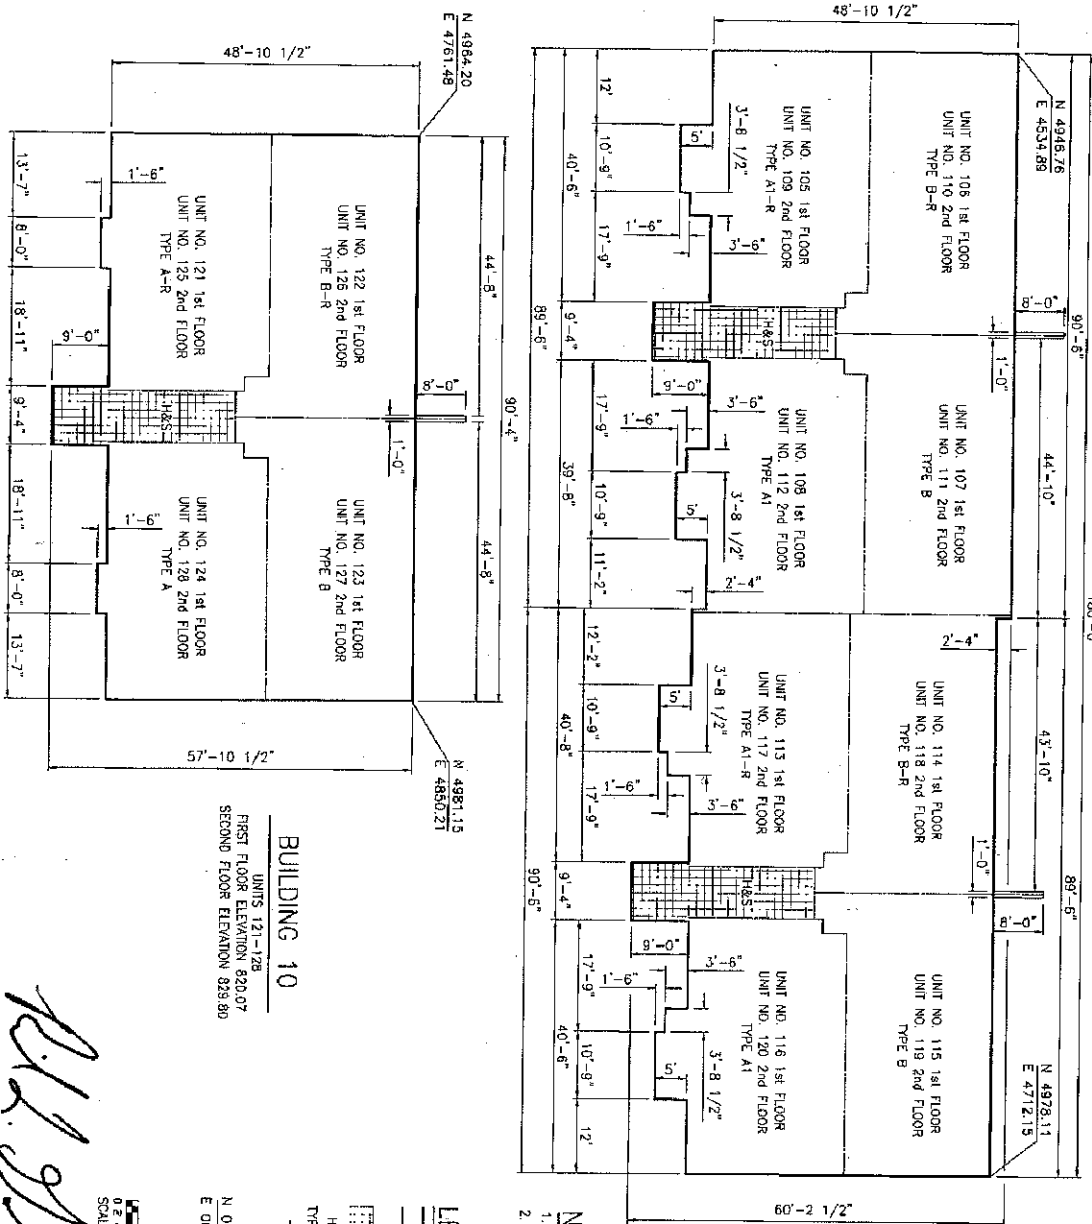 48'-10 1/2"
N 4946.76
E 4534.89
90'-6"
44'-10"
43'-10"
89'-6"
N 4978.11
E 4712.15
8'-0"
1'-0"
2'-4"
1'-0"
8'-0"
UNIT NO. 106 1st FLOOR
UNIT NO. 110 2nd FLOOR
TYPE B-R
UNIT NO. 107 1st FLOOR
UNIT NO. 111 2nd FLOOR
TYPE B
UNIT NO. 114 1st FLOOR
UNIT NO. 118 2nd FLOOR
TYPE B-R
UNIT NO. 115 1st FLOOR
UNIT NO. 119 2nd FLOOR
TYPE B
UNIT NO. 105 1st FLOOR
UNIT NO. 109 2nd FLOOR
TYPE A1-R
UNIT NO. 108 1st FLOOR
UNIT NO. 112 2nd FLOOR
TYPE A1
UNIT NO. 113 1st FLOOR
UNIT NO. 117 2nd FLOOR
TYPE A1-R
UNIT NO. 116 1st FLOOR
UNIT NO. 120 2nd FLOOR
TYPE A1
H&S
H&S
3'-8 1/2"
5'
1'-6"
3'-6"
9'-0"
3'-6"
1'-6"
3'-8 1/2"
5'
2'-4"
3'-8 1/2"
5'
1'-6"
3'-6"
9'-0"
3'-6"
1'-6"
3'-8 1/2"
5'
12'
10'-9"
17'-9"
9'-4"
17'-9"
10'-9"
11'-2"
12'-2"
10'-9"
17'-9"
9'-4"
17'-9"
10'-9"
12'
40'-6"
39'-8"
40'-8"
40'-6"
89'-6"
90'-6"
60'-2 1/2"
N 4964.20
E 4761.48
48'-10 1/2"
90'-4"
44'-8"
44'-8"
N 4981.15
E 4850.21
8'-0"
1'-0"
UNIT NO. 122 1st FLOOR
UNIT NO. 126 2nd FLOOR
TYPE B-R
UNIT NO. 123 1st FLOOR
UNIT NO. 127 2nd FLOOR
TYPE B
UNIT NO. 121 1st FLOOR
UNIT NO. 125 2nd FLOOR
TYPE A-R
UNIT NO. 124 1st FLOOR
UNIT NO. 128 2nd FLOOR
TYPE A
H&S
1'-6"
9'-0"
1'-6"
13'-7"
8'-0"
18'-11"
9'-4"
18'-11"
8'-0"
13'-7"
57'-10 1/2"
BUILDING 10
UNITS 121-128
FIRST FLOOR ELEVATION 820.07
SECOND FLOOR ELEVATION 829.80
1.
2.